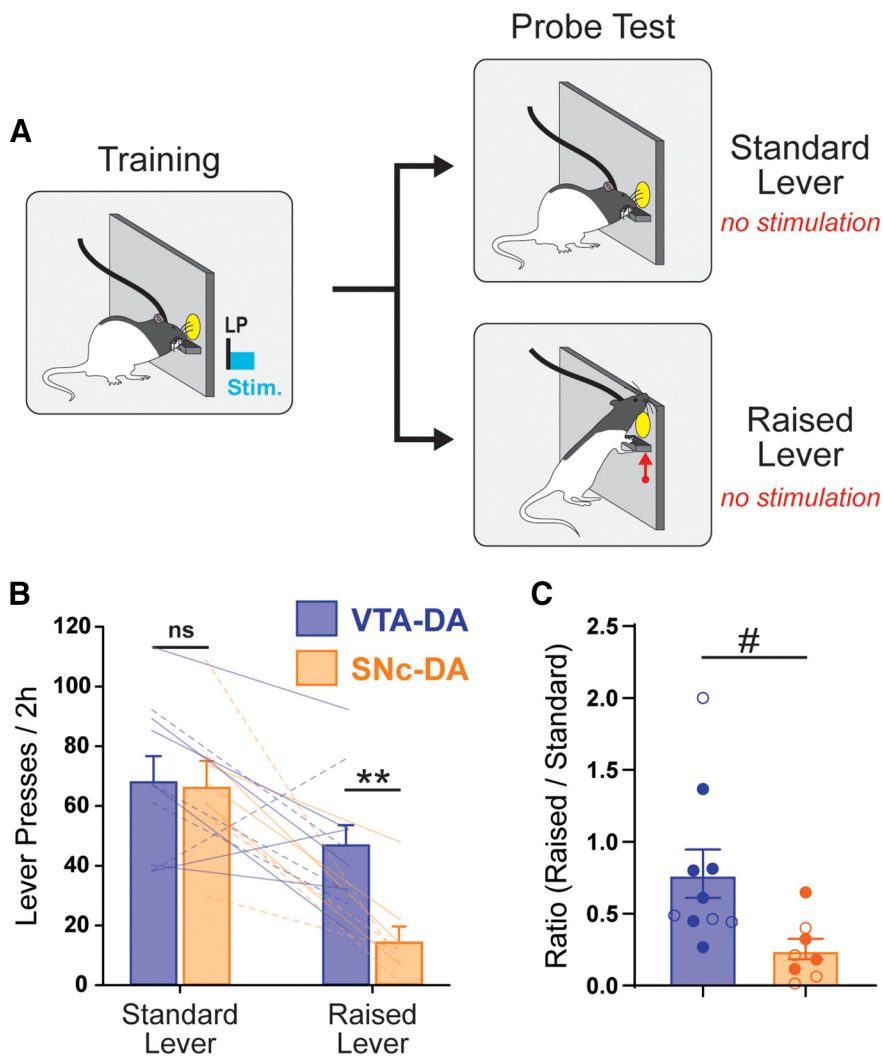 Probe Test
A
Training
LP
Stim.
Standard
Lever
no stimulation
Raised
Lever
no stimulation
B
VTA-DA
SNc-DA
ns
**
Lever Presses / 2h
120
100
80
60
40
20
0
Standard
Lever
Raised
Lever
C
#
Ratio (Raised / Standard)
2.5
2.0
1.5
1.0
0.5
0.0